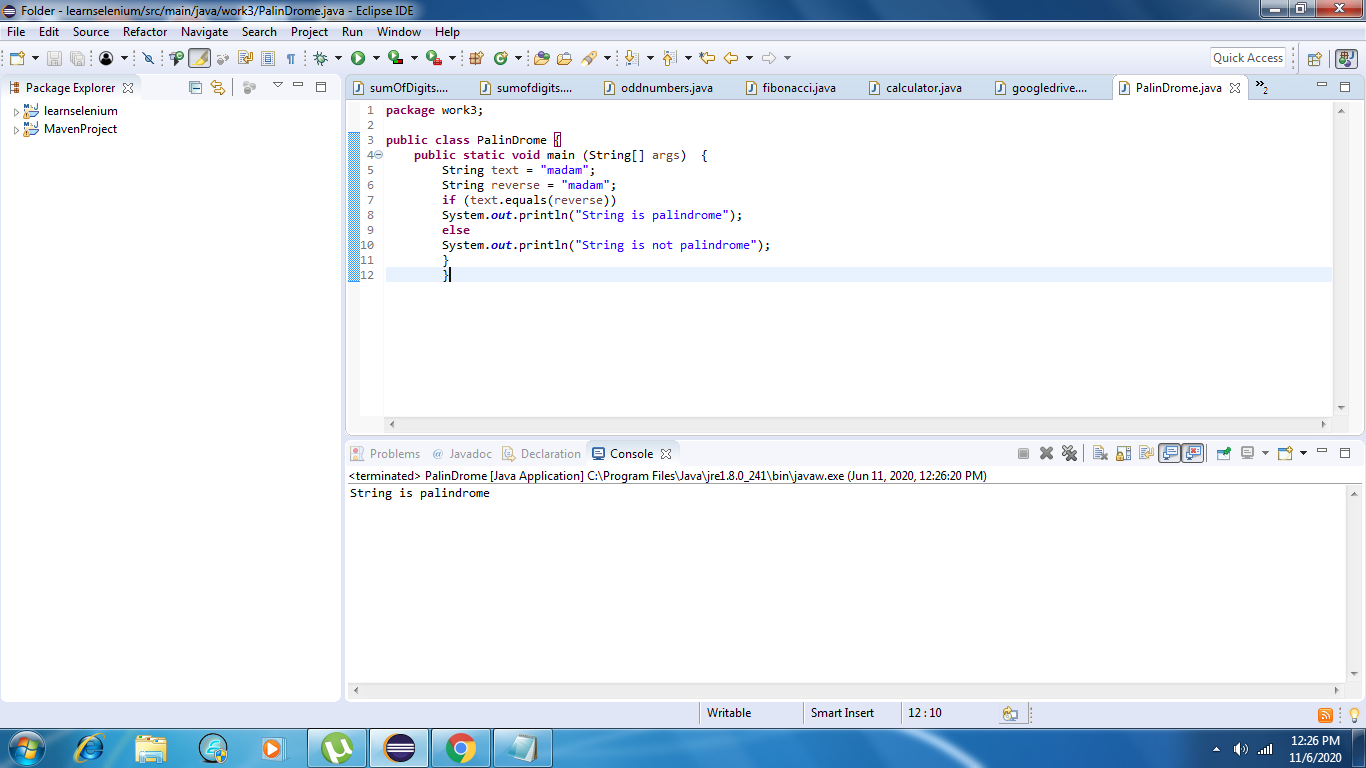 Folder - learnselenium/src/main/java/work3/PalinDrome.java - Eclipse IDE
File Edit Source Refactor Navigate Search Project Run Window Help
Quick Access
Package Explorer
learnselenium
MavenProject
sumOfDigits.... sumofdigits.... oddnumbers.java fibonacci.java calculator.java googledrive.... PalinDrome.java »2
1 package work3;
2
3 public class PalinDrome {
4 public static void main (String[] args)  {
5 String text = "madam";
6 String reverse = "madam";
7 if (text.equals(reverse))
8 System.out.println("String is palindrome");
9 else
10 System.out.println("String is not palindrome");
11 }
12 }
Problems @ Javadoc Declaration Console
<terminated> PalinDrome [Java Application] C:\Program Files\Java\jre1.8.0_241\bin\javaw.exe (Jun 11, 2020, 12:26:20 PM)
String is palindrome
Writable Smart Insert 12 : 10
12:26 PM
11/6/2020